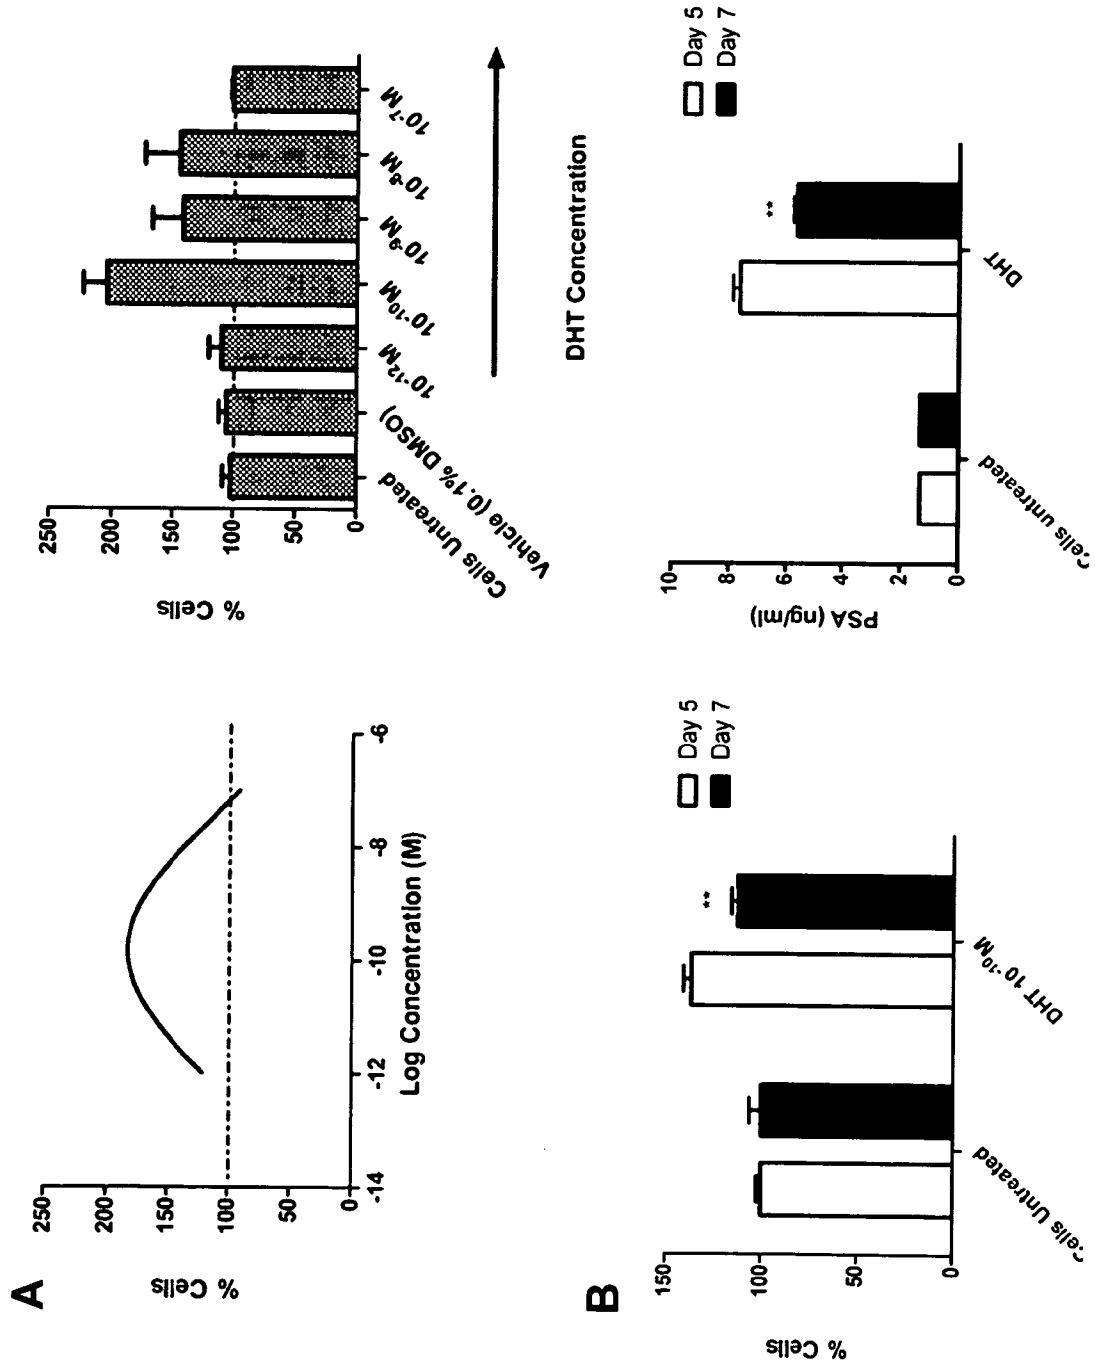 A
% Cells
250
200
150
100
50
0
-14
-12
-10
-8
-6
Log Concentration (M)
% Cells
250
200
150
100
50
0
Cells Untreated
Vehicle (0.1% DMSO)
10-12M
10-10M
10-9M
10-8M
10-7M
DHT Concentration
B
% Cells
150
100
50
0
Cells Untreated
DHT 10-10M
**
Day 5
Day 7
PSA (ng/ml)
10
8
6
4
2
0
Cells untreated
DHT
**
Day 5
Day 7